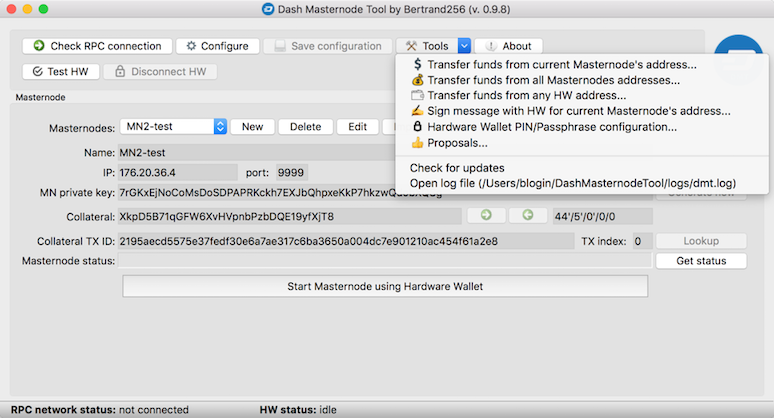 Dash Masternode Tool by Bertrand256 (v. 0.9.8)
Check RPC connection Configure Save configuration Tools About
Test HW Disconnect HW
Transfer funds from current Masternode's address...
Transfer funds from all Masternodes addresses...
Transfer funds from any HW address...
Sign message with HW for current Masternode's address...
Hardware Wallet PIN/Passphrase configuration...
Proposals...
Check for updates
Open log file (/Users/blogin/DashMasternodeTool/logs/dmt.log)
Masternode
Masternodes: MN2-test New Delete Edit
Name: MN2-test
IP: 176.20.36.4 port: 9999
MN private key:
Collateral: XkpD5B71qGFW6XxHVpnbPzbDQE19yfXjT8 44'/5'/0'/0/0
Collateral TX ID: 2195aecd5575e37fedf30e6a7ae317c6ba3650a004dc7e901210ac454f61a2e8 TX index: 0 Lookup
Masternode status: Get status
Start Masternode using Hardware Wallet
RPC network status: not connected HW status: idle